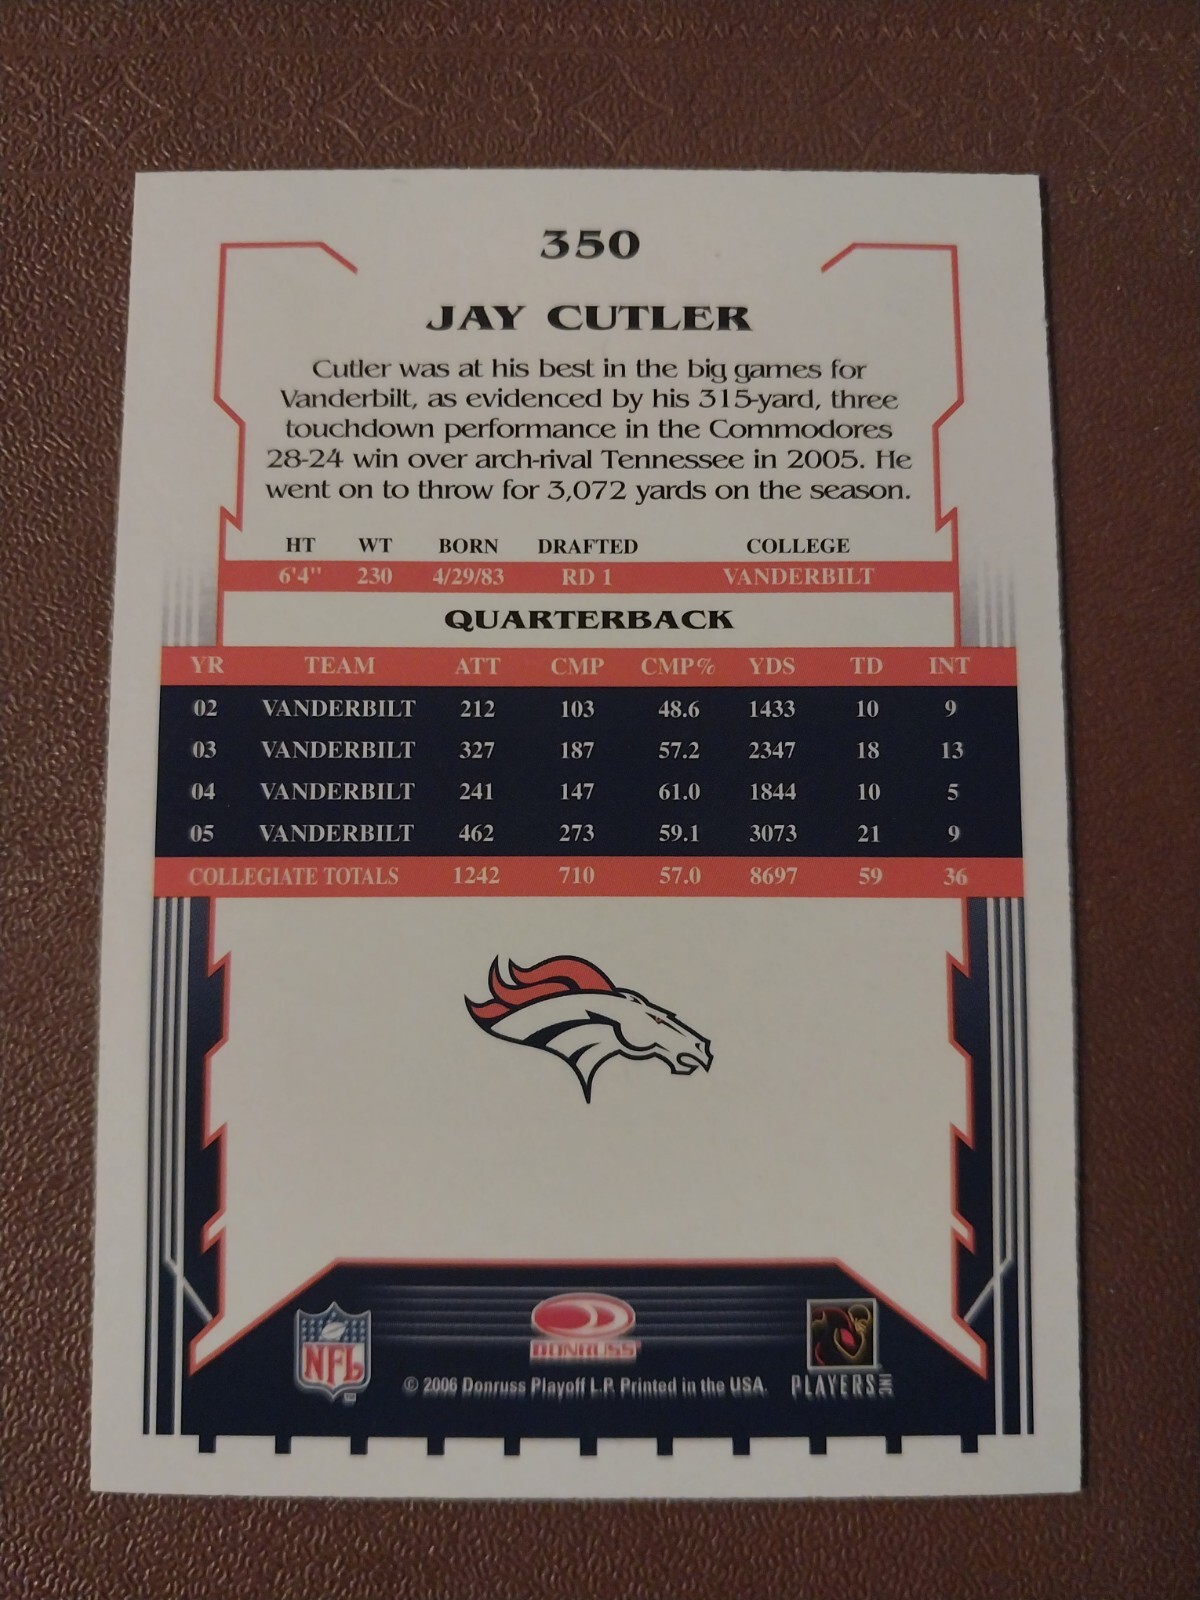 350
JAY CUTLER
Cutler was at his best in the big games for
Vanderbilt, as evidenced by his 315-yard, three
touchdown performance in the Commodores
28-24 win over arch-rival Tennessee in 2005. He
went on to throw for 3,072 yards on the season.
HT WT BORN DRAFTED COLLEGE
6'4" 230 4/29/83 RD 1 VANDERBILT
QUARTERBACK
YR TEAM ATT CMP CMP% YDS TD INT
02 VANDERBILT 212 103 48.6 1433 10 9
03 VANDERBILT 327 187 57.2 2347 18 13
04 VANDERBILT 241 147 61.0 1844 10 5
05 VANDERBILT 462 273 59.1 3073 21 9
COLLEGIATE TOTALS 1242 710 57.0 8697 59 36
NFL
DONRUSS
© 2006 Donruss Playoff L.P. Printed in the USA.
PLAYERS INC